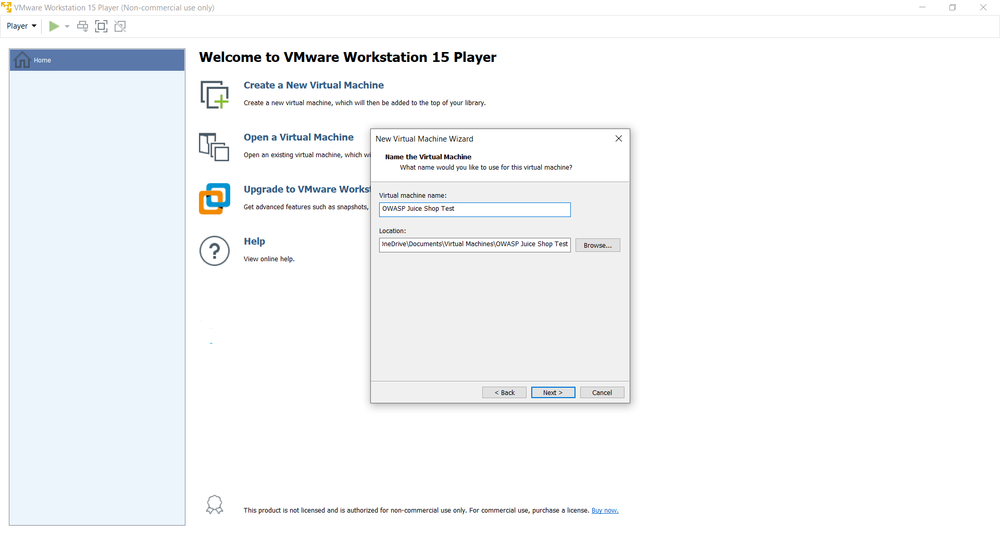 VMware Workstation 15 Player (Non-commercial use only)
Player
Home
Welcome to VMware Workstation 15 Player
Create a New Virtual Machine
Create a new virtual machine, which will then be added to the top of your library.
Open a Virtual Machine
Open an existing virtual machine, which
Upgrade to VMware
Get advanced features such as snapshots,
Help
View online help.
New Virtual Machine Wizard
Name the Virtual Machine
What name would you like to use for this virtual machine?
Virtual machine name:
OWASP Juice Shop Test
Location:
neDrive\Documents\Virtual Machines\OWASP Juice Shop Test
Browse...
< Back
Next >
Cancel
This product is not licensed and is authorized for non-commercial use only. For commercial use, purchase a license. Buy now.